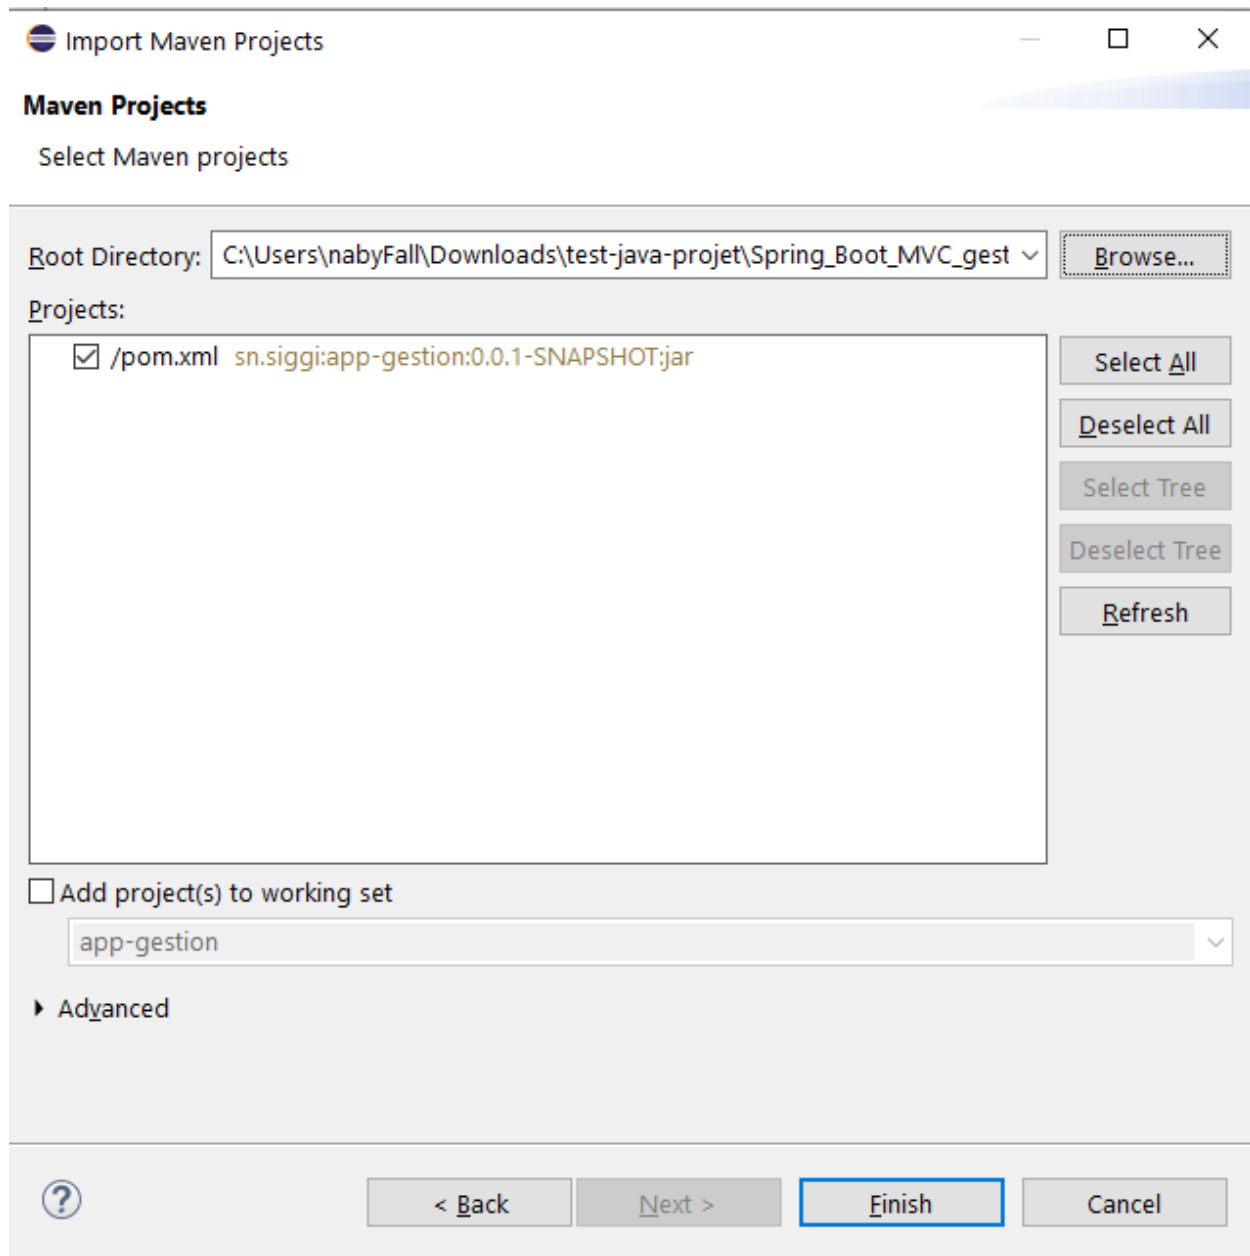 Import Maven Projects
Maven Projects
Select Maven projects
Root Directory: C:\Users\nabyFall\Downloads\test-java-projet\Spring_Boot_MVC_gest Browse...
Projects:
/pom.xml sn.siggi:app-gestion:0.0.1-SNAPSHOT:jar
Select All
Deselect All
Select Tree
Deselect Tree
Refresh
Add project(s) to working set
app-gestion
Advanced
? < Back Next > Finish Cancel